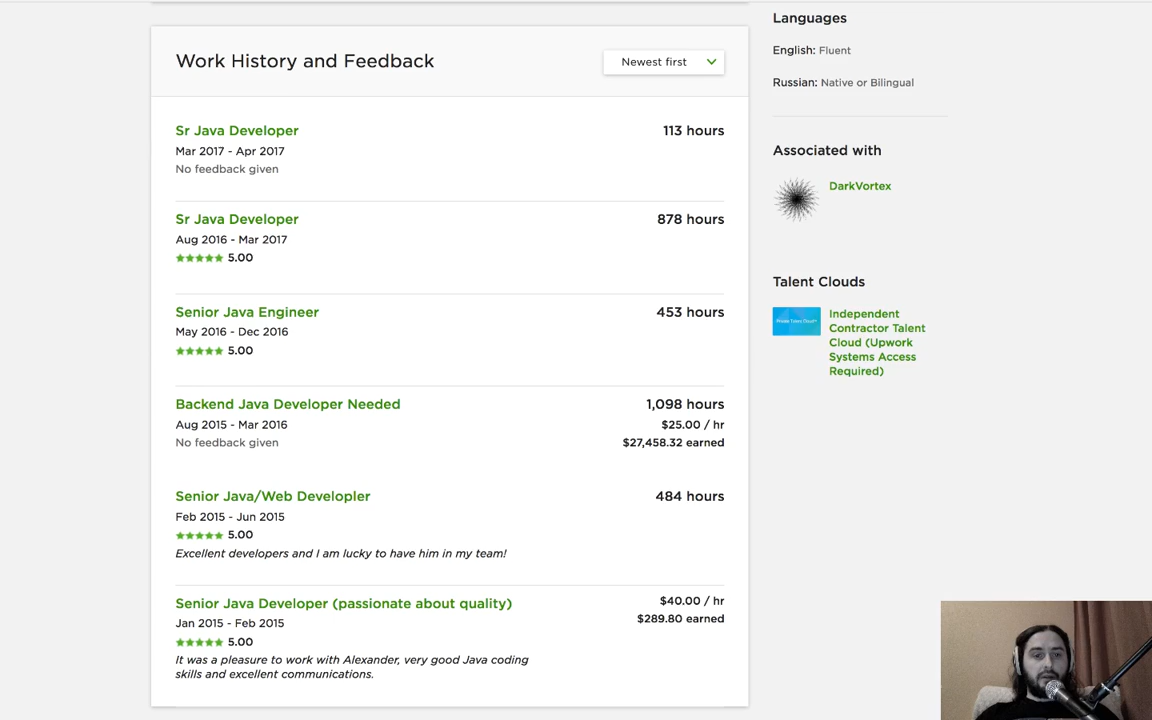 Work History and Feedback
Newest first
Sr Java Developer
113 hours
Mar 2017 - Apr 2017
No feedback given
Sr Java Developer
878 hours
Aug 2016 - Mar 2017
5.00
Senior Java Engineer
453 hours
May 2016 - Dec 2016
5.00
Backend Java Developer Needed
1,098 hours
Aug 2015 - Mar 2016
$25.00 / hr
No feedback given
$27,458.32 earned
Senior Java/Web Developler
484 hours
Feb 2015 - Jun 2015
5.00
Excellent developers and I am lucky to have him in my team!
Senior Java Developer (passionate about quality)
$40.00 / hr
Jan 2015 - Feb 2015
$289.80 earned
5.00
It was a pleasure to work with Alexander, very good Java coding
skills and excellent communications.
Languages
English: Fluent
Russian: Native or Bilingual
Associated with
DarkVortex
Talent Clouds
Private Talent Cloud™
Independent
Contractor Talent
Cloud (Upwork
Systems Access
Required)